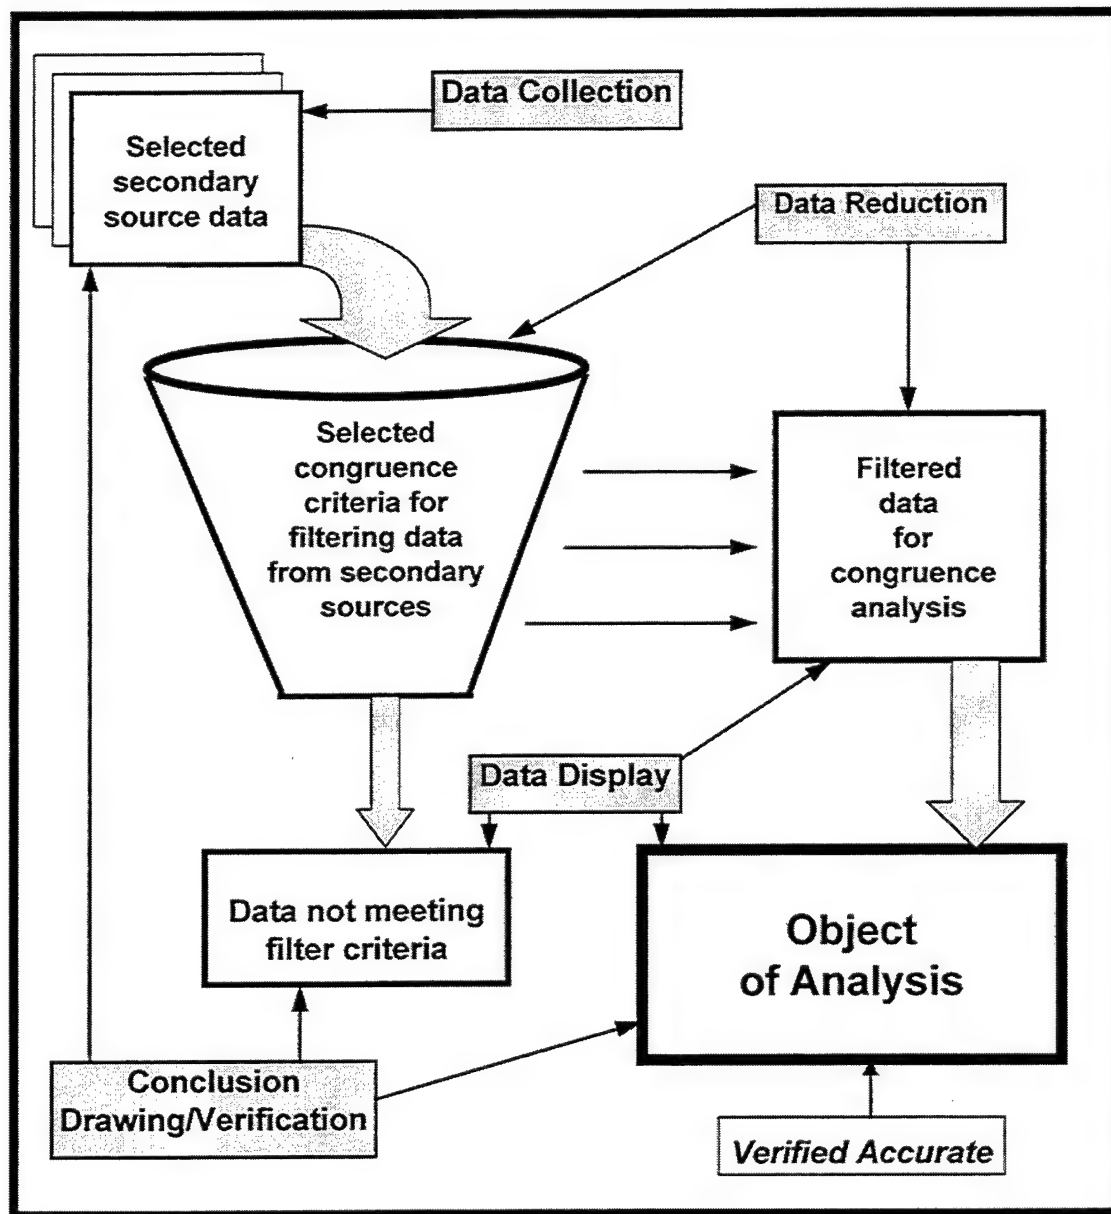 Data Collection
Selected
secondary
source data
Data Reduction
Selected
congruence
criteria for
filtering data
from secondary
sources
Filtered
data
for
congruence
analysis
Data Display
Data not meeting
filter criteria
Object
of Analysis
Conclusion
Drawing/Verification
Verified Accurate